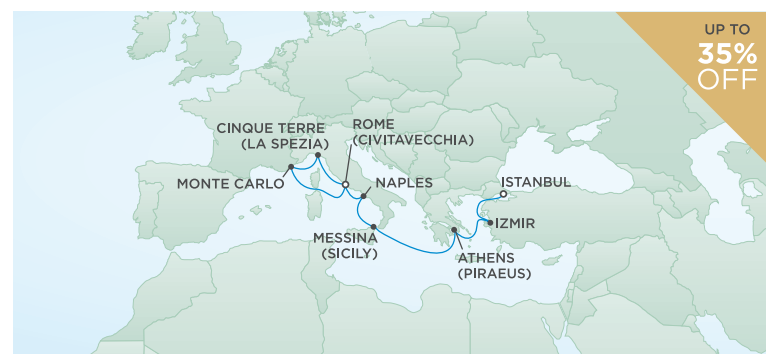 UP TO
35%
OFF
CINQUE TERRE
(LA SPEZIA)
ROME
(CIVITAVECCHIA)
MONTE CARLO
NAPLES
ISTANBUL
MESSINA
(SICILY)
IZMIR
ATHENS
(PIRAEUS)